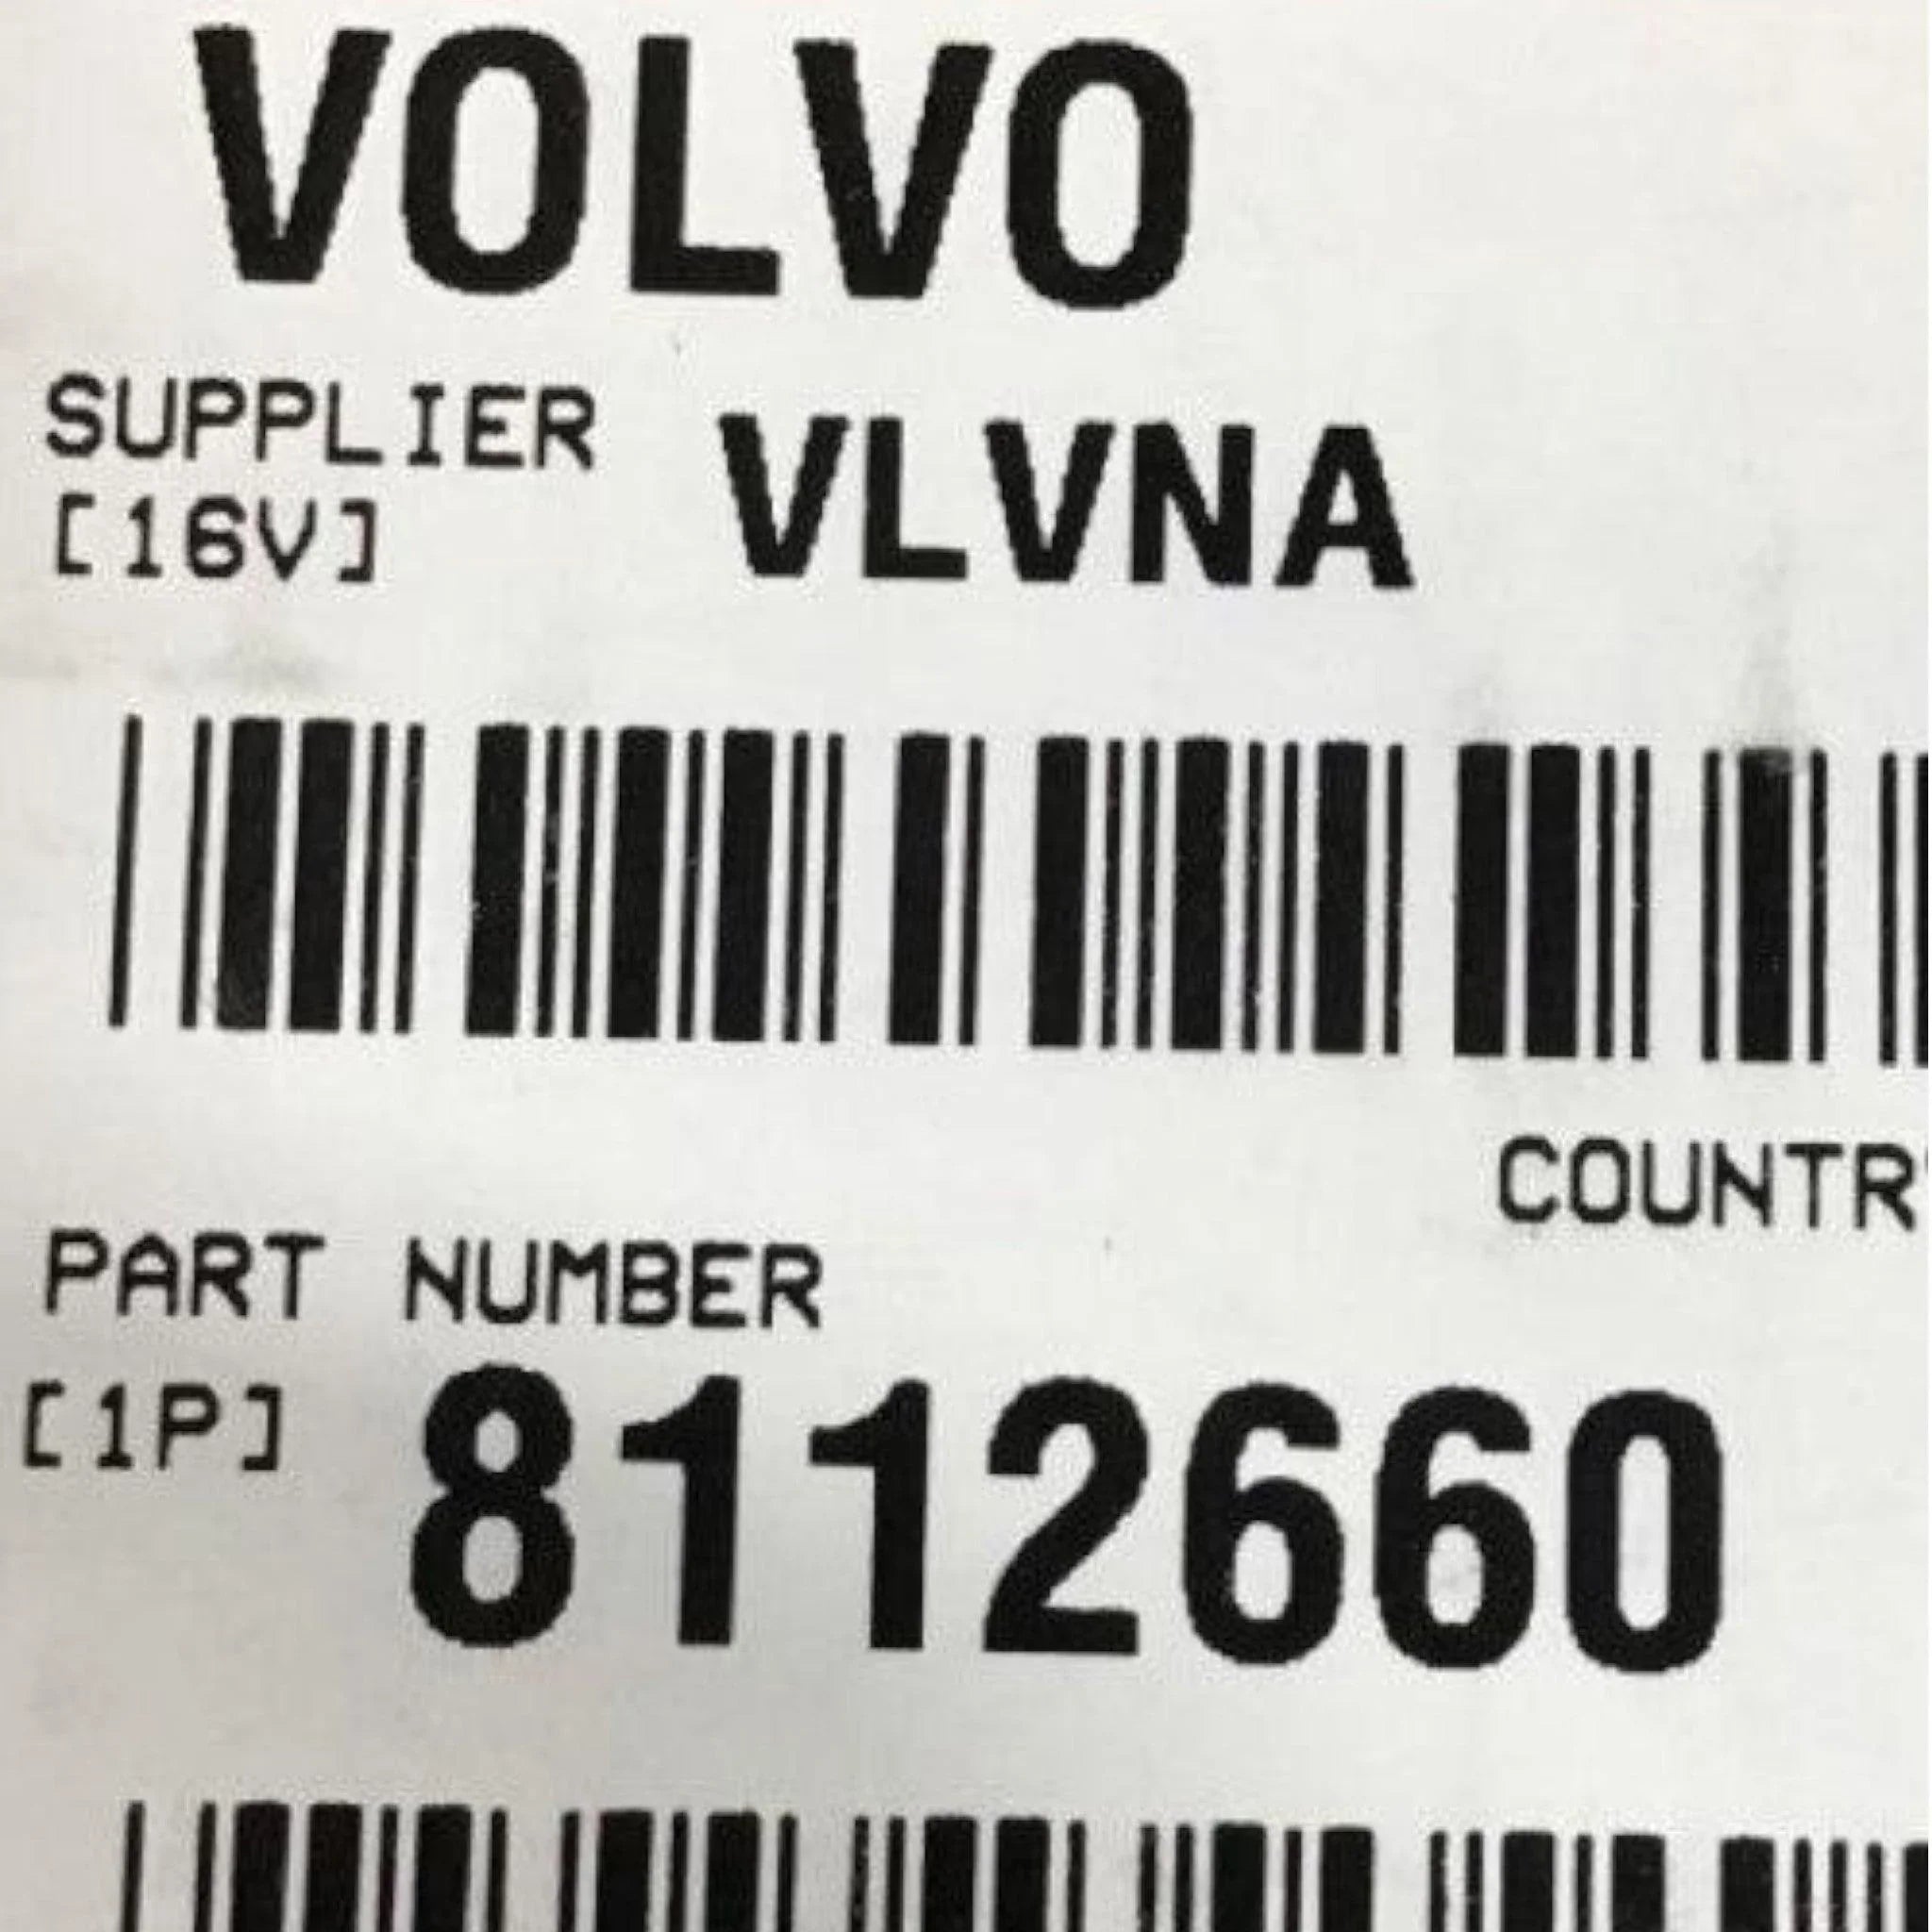 VOLVO
SUPPLIER
[16V] VLVNA
COUNTR
PART NUMBER
[1P] 8112660